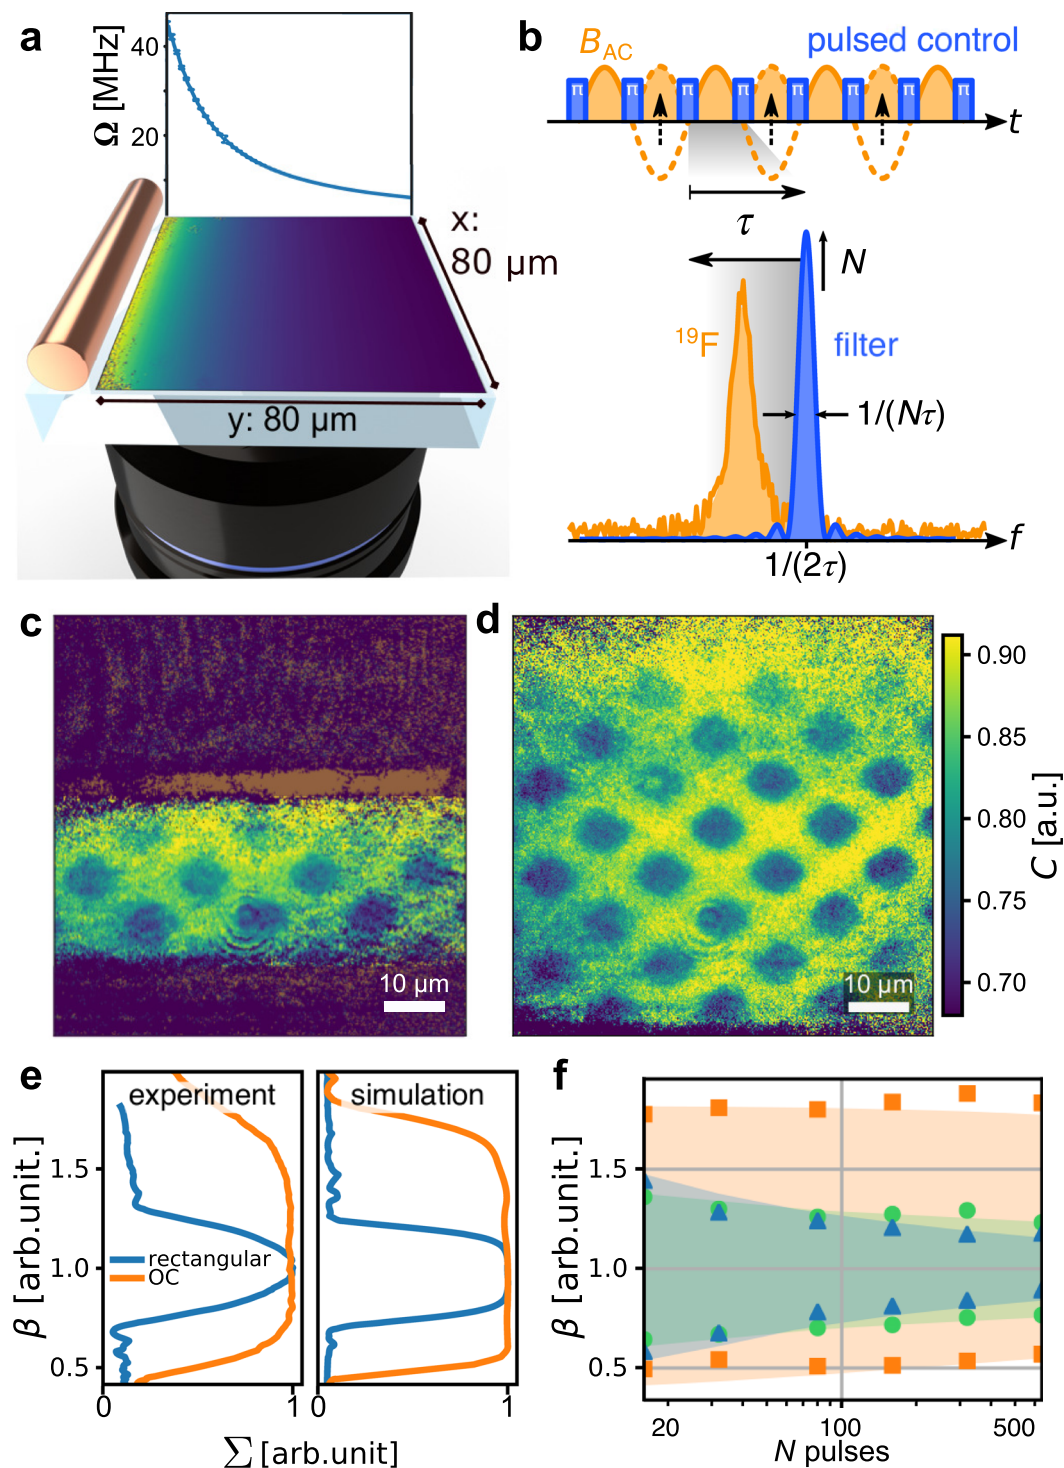 a
Ω [MHz]
40
20
x:
80 µm
y: 80 µm
b
B_AC
pulsed control
π π π π π π π π
t
τ
N
¹⁹F
filter
1/(Nτ)
f
1/(2τ)
c
10 µm
d
10 µm
0.90
0.85
0.80
0.75
0.70
C [a.u.]
e
experiment
simulation
β [arb.unit.]
1.5
1.0
0.5
rectangular
OC
0 1 0 1
∑ [arb.unit]
f
β [arb.unit.]
1.5
1.0
0.5
20 100 500
N pulses